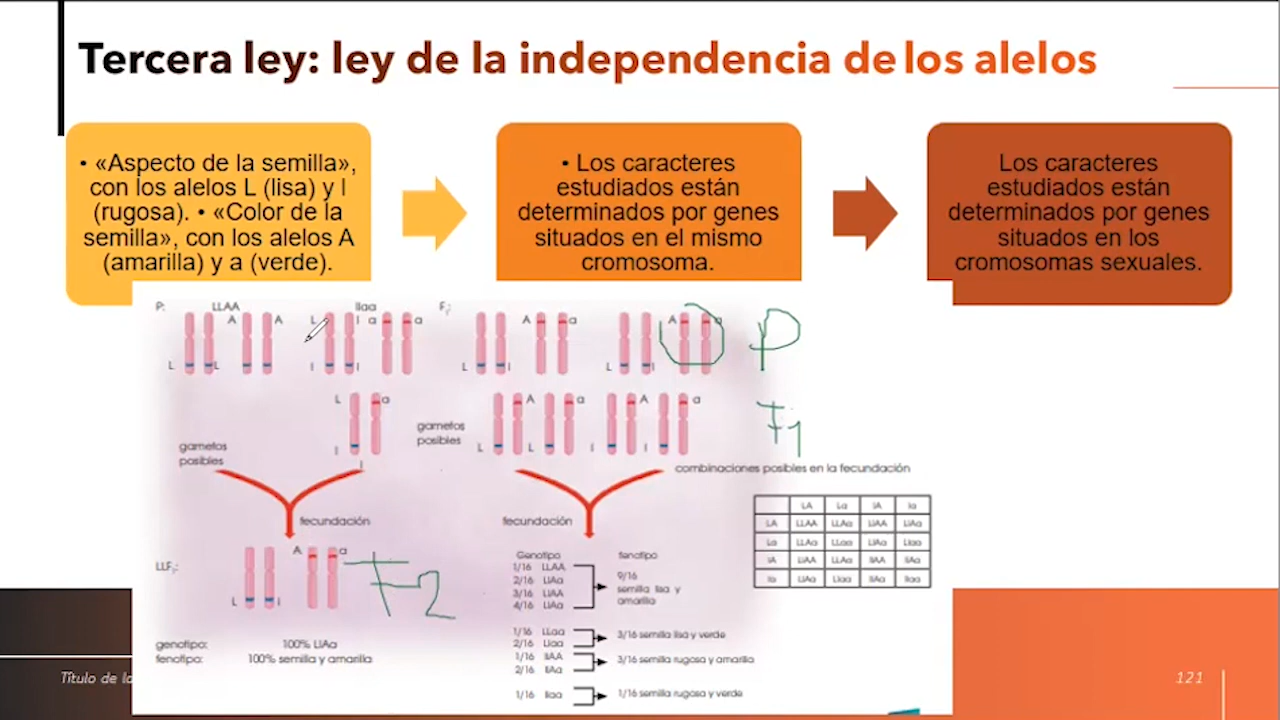 Tercera ley: ley de la independencia de los alelos
• «Aspecto de la semilla»,
con los alelos L (lisa) y l
(rugosa). • «Color de la
semilla», con los alelos A
(amarilla) y a (verde).
• Los caracteres
estudiados están
determinados por genes
situados en el mismo
cromosoma.
Los caracteres
estudiados están
determinados por genes
situados en los
cromosomas sexuales.
P: LLAA llaa F₁:
A A L l a a A a A a
L L l l L l L l
P
L a A a A a
l L L l l
F1
gametos
posibles
gametos
posibles
combinaciones posibles en la fecundación
fecundación
fecundación
LA La lA la
LA LLAA LLAa LlAA LlAa
La LLAa LLaa LlAa Llaa
lA LlAA LLAa llAA llAa
la LlAa Llaa llAa llaa
LLF₁:
A a
L l
F2
genotipo: 100% LlAa
fenotipo: 100% semilla y amarilla
Genotipo fenotipo
1/16 LLAA
2/16 LlAa
3/16 LlAA
4/16 LlAa
9/16
semilla lisa y
amarilla
1/16 LLaa
2/16 Llaa
3/16 semilla lisa y verde
1/16 llAA
2/16 llAa
3/16 semilla rugosa y amarilla
1/16 llaa
1/16 semilla rugosa y verde
Título de la
121